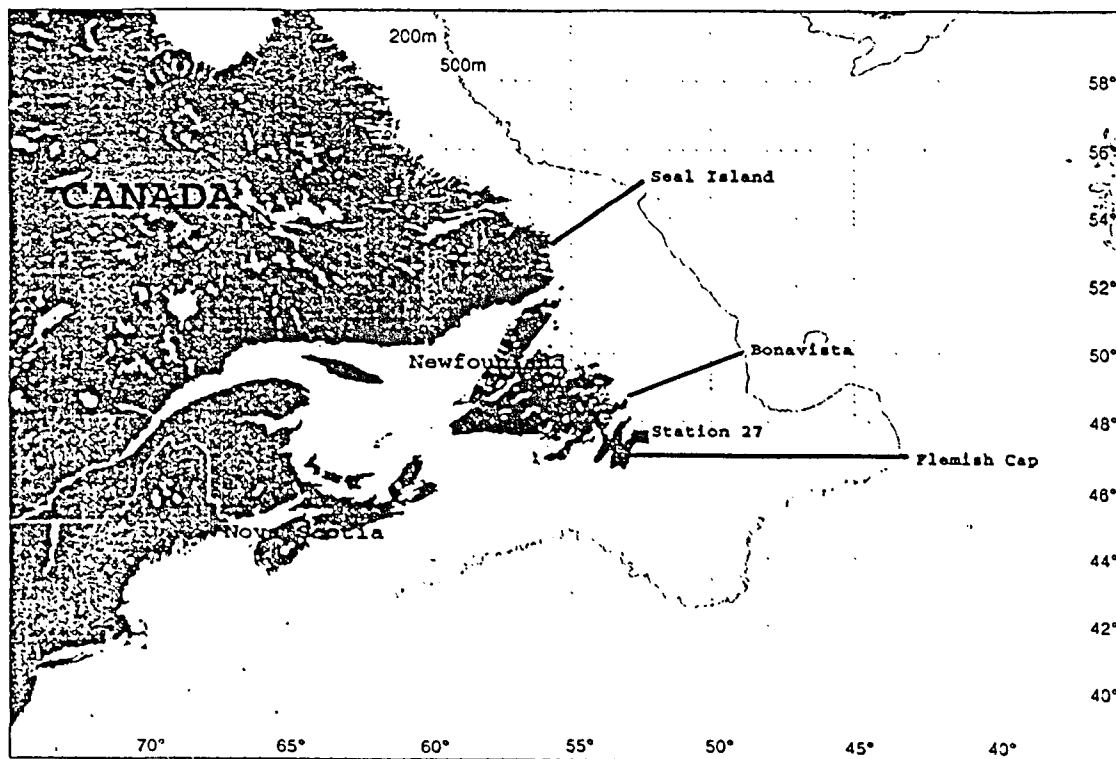 200m
500m
58°
56°
Seal Island
CANADA
54°
52°
Bonavista
50°
Newfoundland
Station 27
48°
Flemish Cap
46°
Nova Scotia
44°
42°
40°
70° 65° 60° 55° 50° 45° 40°